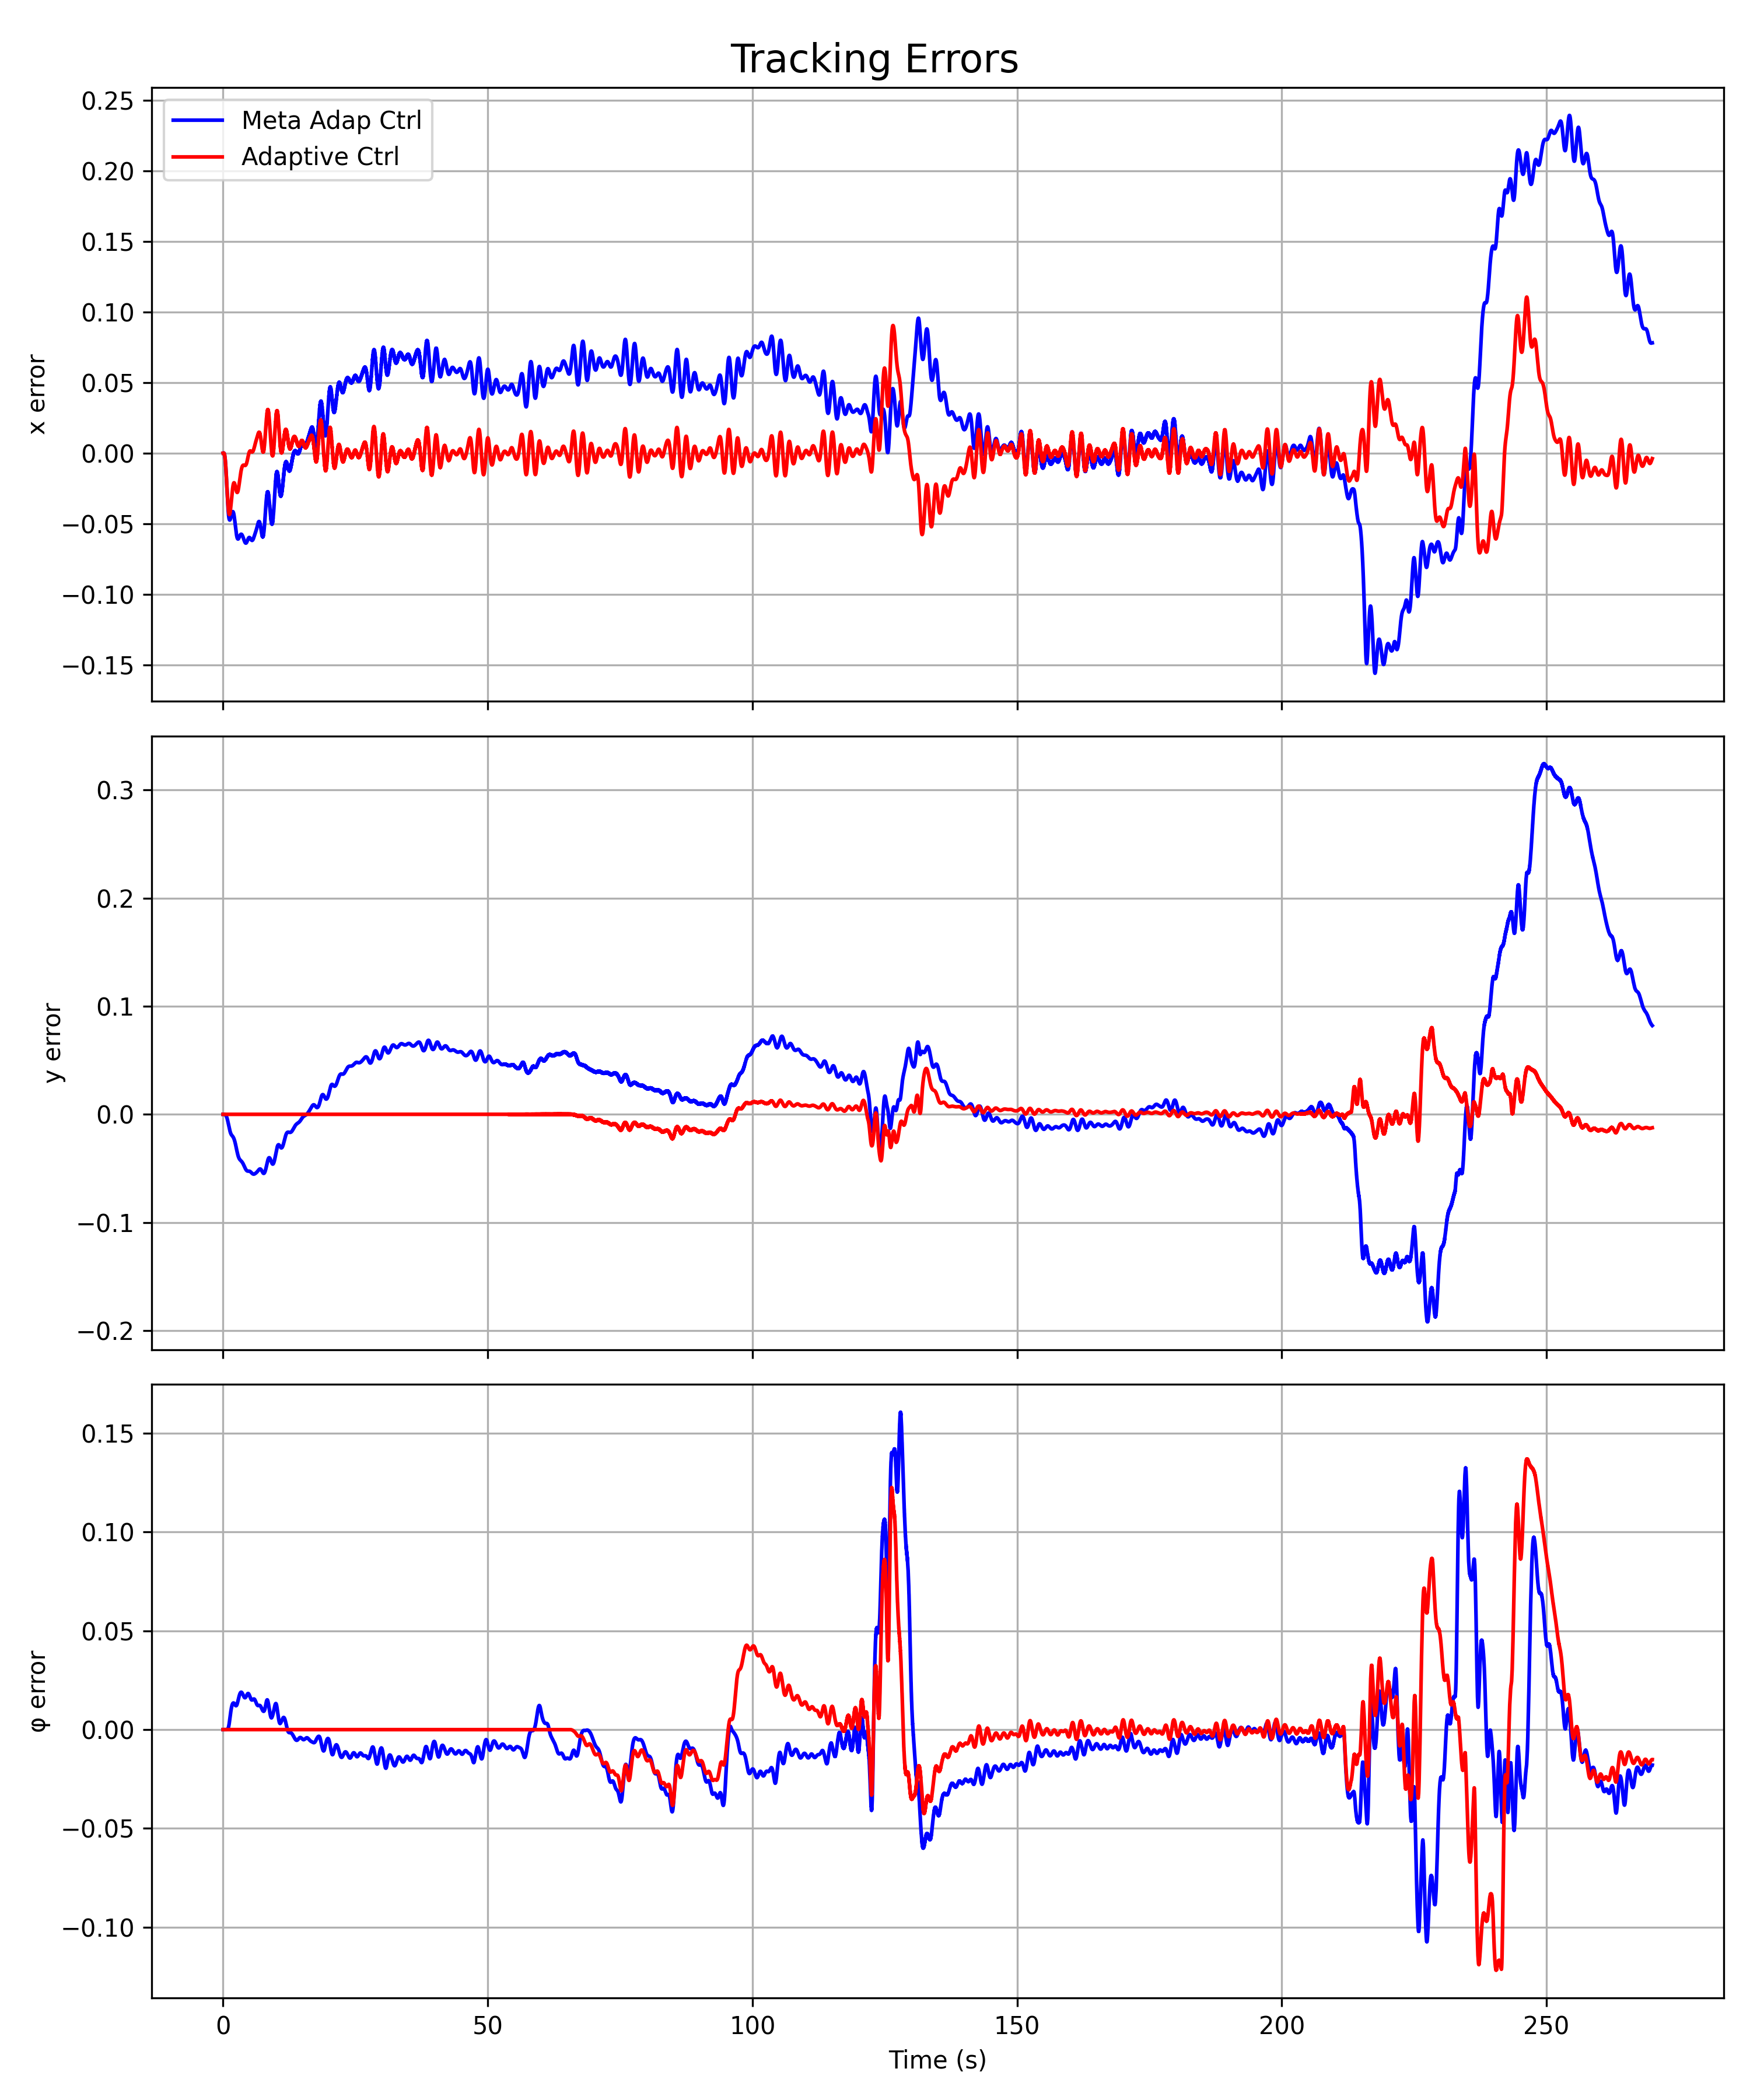 Tracking Errors
Meta Adap Ctrl
Adaptive Ctrl
0.25
0.20
0.15
0.10
0.05
0.00
−0.05
−0.10
−0.15
x error
0.3
0.2
0.1
0.0
−0.1
−0.2
y error
0.15
0.10
0.05
0.00
−0.05
−0.10
φ error
0 50 100 150 200 250
Time (s)